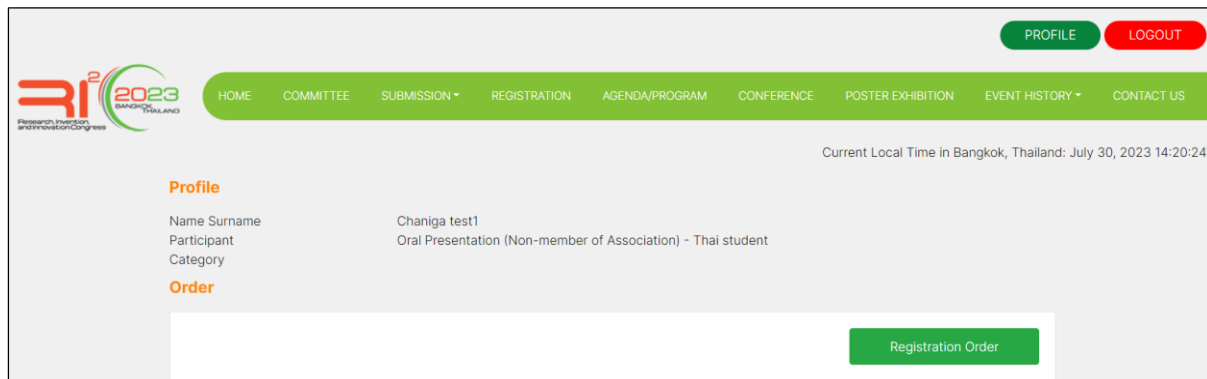 PROFILE LOGOUT
RI2 2023
BANGKOK
THAILAND
Research, Invention
and Innovation Congress
HOME COMMITTEE SUBMISSION REGISTRATION AGENDA/PROGRAM CONFERENCE POSTER EXHIBITION EVENT HISTORY CONTACT US
Current Local Time in Bangkok, Thailand: July 30, 2023 14:20:24
Profile
Name Surname Chaniga test1
Participant Oral Presentation (Non-member of Association) - Thai student
Category
Order
Registration Order